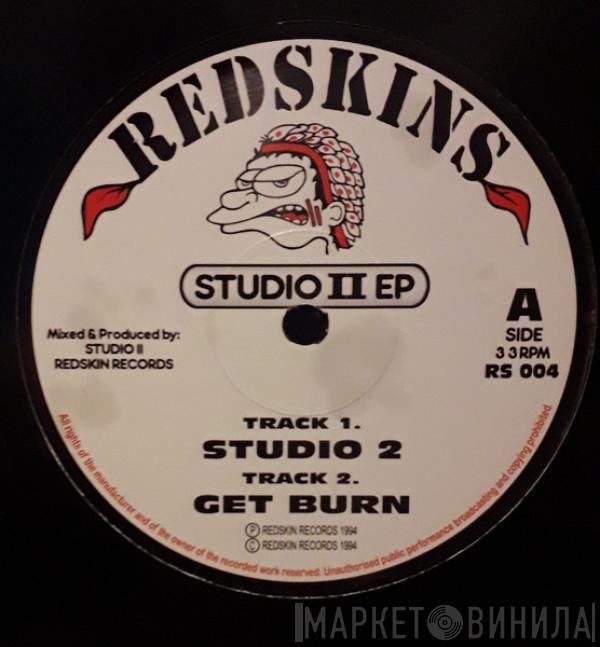 REDSKINS
STUDIO II EP
Mixed & Produced by:
STUDIO II
REDSKIN RECORDS
A
SIDE
33RPM
RS 004
TRACK 1.
STUDIO 2
TRACK 2.
GET BURN
Ⓟ REDSKIN RECORDS 1994
© REDSKIN RECORDS 1994
All rights of the manufacturer and of the owner of the recorded work reserved. Unauthorised public performance broadcasting and copying prohibited.
МАРКЕТ ВИНИЛА